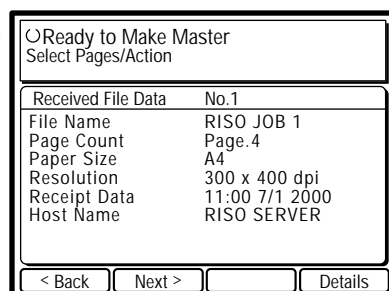 Ready to Make Master
Select Pages/Action
Received File Data No.1
File Name RISO JOB 1
Page Count Page.4
Paper Size A4
Resolution 300 x 400 dpi
Receipt Data 11:00 7/1 2000
Host Name RISO SERVER
< Back Next > Details